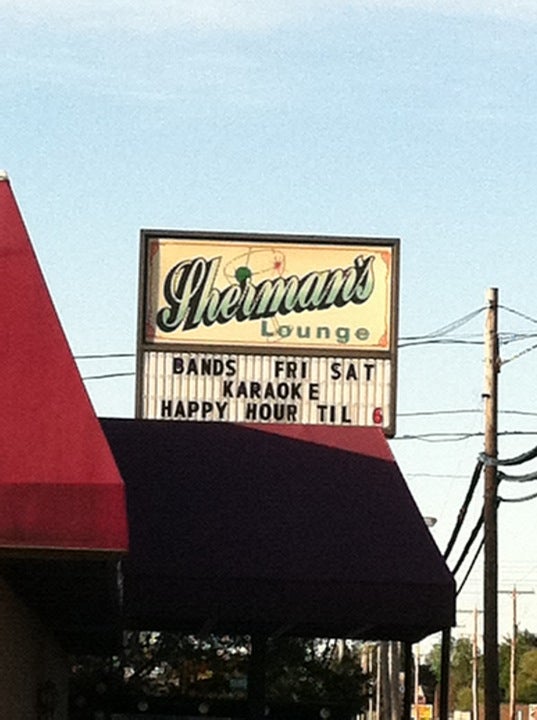 Sherman's
Lounge
BANDS FRI SAT
KARAOKE
HAPPY HOUR TIL 6